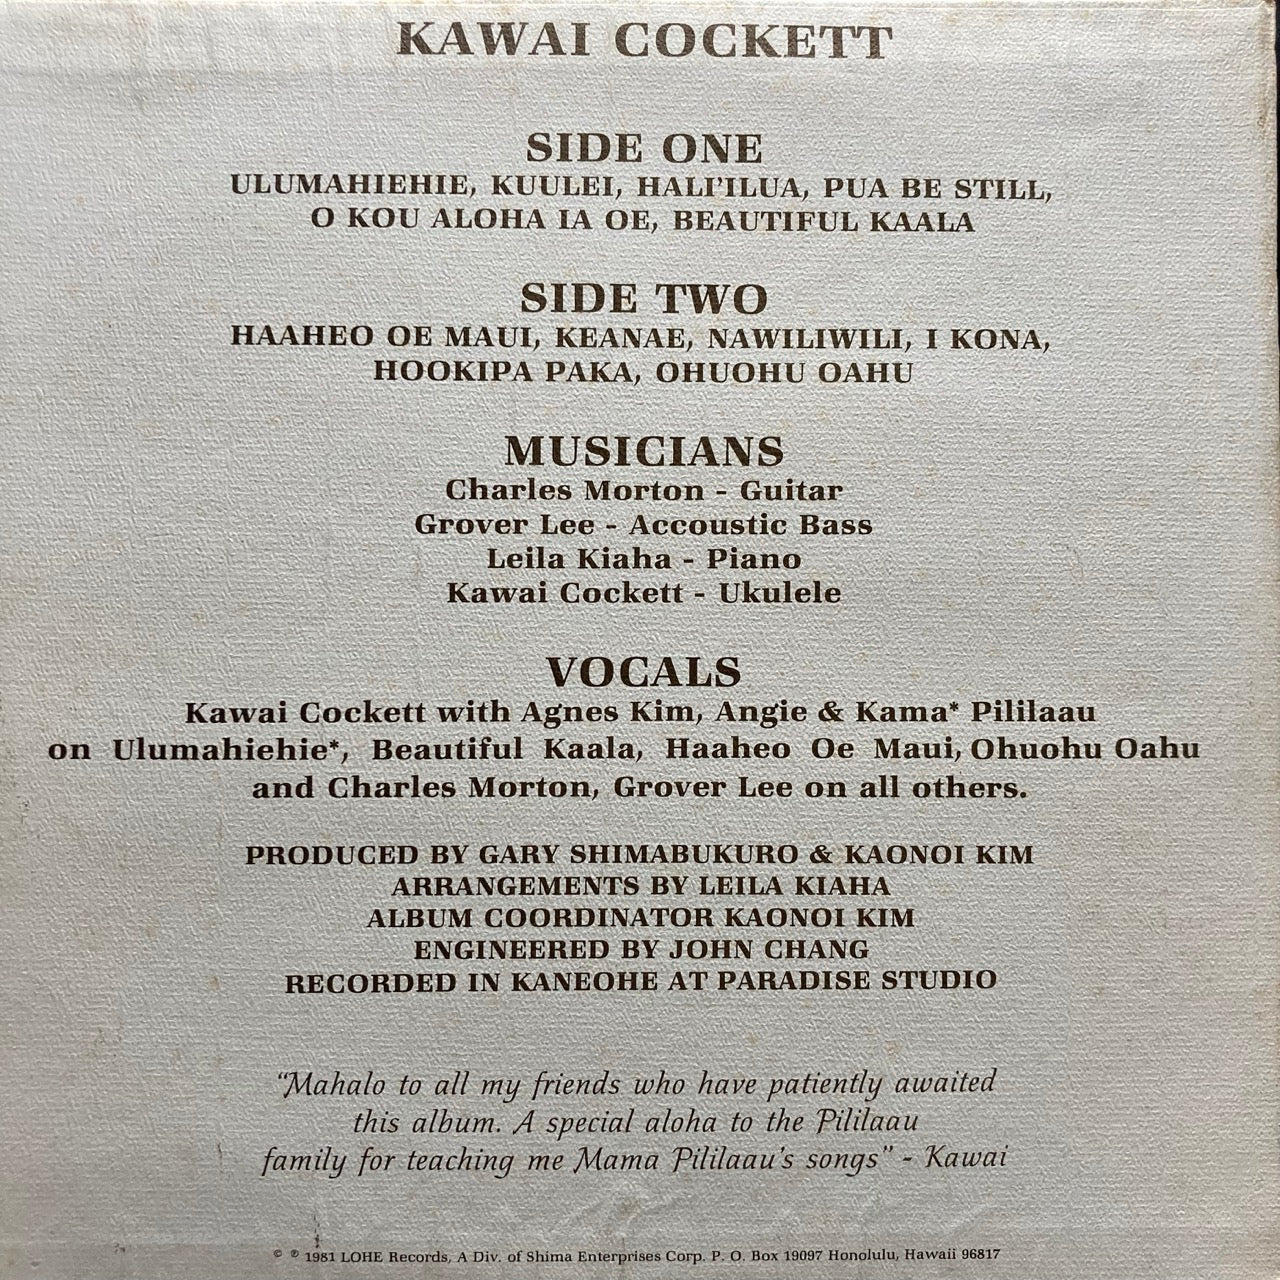 KAWAI COCKETT
SIDE ONE
ULUMAHIEHIE, KUULEI, HALI'ILUA, PUA BE STILL,
O KOU ALOHA IA OE, BEAUTIFUL KAALA
SIDE TWO
HAAHEO OE MAUI, KEANAE, NAWILIWILI, I KONA,
HOOKIPA PAKA, OHUOHU OAHU
MUSICIANS
Charles Morton - Guitar
Grover Lee - Accoustic Bass
Leila Kiaha - Piano
Kawai Cockett - Ukulele
VOCALS
Kawai Cockett with Agnes Kim, Angie & Kama* Pililaau
on Ulumahiehie*, Beautiful Kaala, Haaheo Oe Maui, Ohuohu Oahu
and Charles Morton, Grover Lee on all others.
PRODUCED BY GARY SHIMABUKURO & KAONOI KIM
ARRANGEMENTS BY LEILA KIAHA
ALBUM COORDINATOR KAONOI KIM
ENGINEERED BY JOHN CHANG
RECORDED IN KANEOHE AT PARADISE STUDIO
"Mahalo to all my friends who have patiently awaited
this album. A special aloha to the Pililaau
family for teaching me Mama Pililaau's songs" - Kawai
© ℗ 1981 LOHE Records, A Div. of Shima Enterprises Corp. P. O. Box 19097 Honolulu, Hawaii 96817